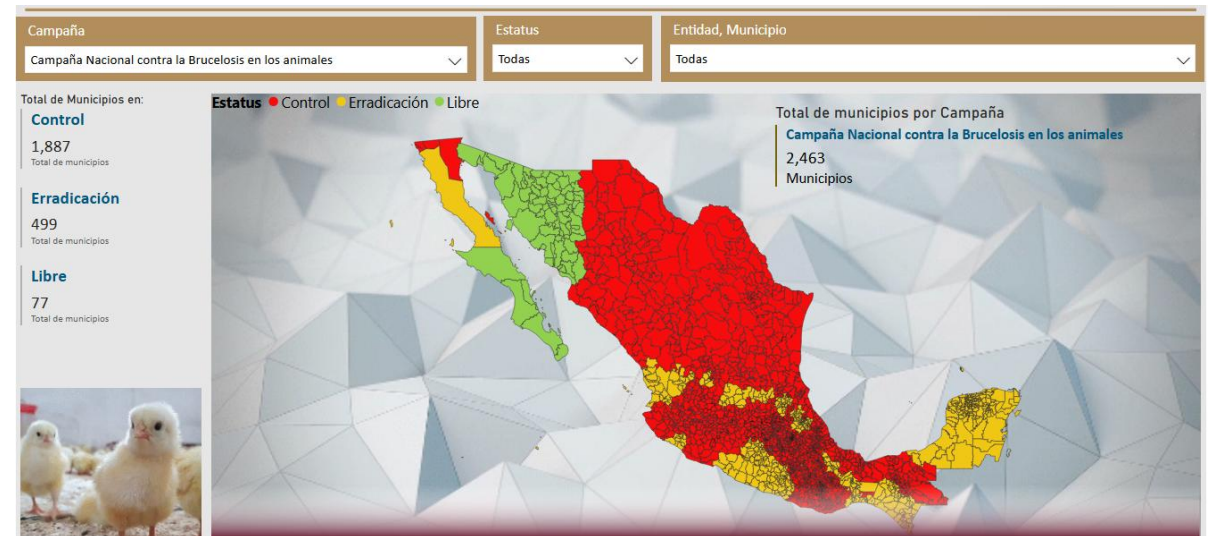 Campaña
Campaña Nacional contra la Brucelosis en los animales
Estatus
Todas
Entidad, Municipio
Todas
Total de Municipios en:
Control
1,887
Total de municipios
Erradicación
499
Total de municipios
Libre
77
Total de municipios
Estatus Control Erradicación Libre
Total de municipios por Campaña
Campaña Nacional contra la Brucelosis en los animales
2,463
Municipios